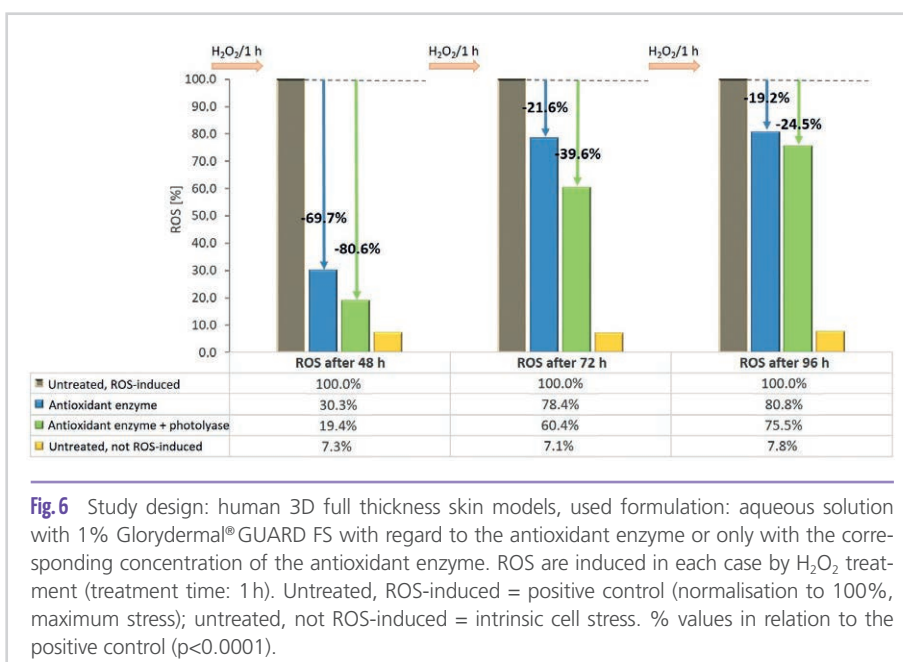 H₂O₂/1 h H₂O₂/1 h H₂O₂/1 h
100.0
90.0
80.0
70.0
60.0
50.0
40.0
30.0
20.0
10.0
0.0
ROS [%]
-69.7%
-80.6%
-21.6%
-39.6%
-19.2%
-24.5%
ROS after 48 h ROS after 72 h ROS after 96 h
Untreated, ROS-induced 100.0% 100.0% 100.0%
Antioxidant enzyme 30.3% 78.4% 80.8%
Antioxidant enzyme + photolyase 19.4% 60.4% 75.5%
Untreated, not ROS-induced 7.3% 7.1% 7.8%
Fig. 6 Study design: human 3D full thickness skin models, used formulation: aqueous solution
with 1% Glorydermal® GUARD FS with regard to the antioxidant enzyme or only with the corre-
sponding concentration of the antioxidant enzyme. ROS are induced in each case by H₂O₂ treat-
ment (treatment time: 1 h). Untreated, ROS-induced = positive control (normalisation to 100%,
maximum stress); untreated, not ROS-induced = intrinsic cell stress. % values in relation to the
positive control (p<0.0001).